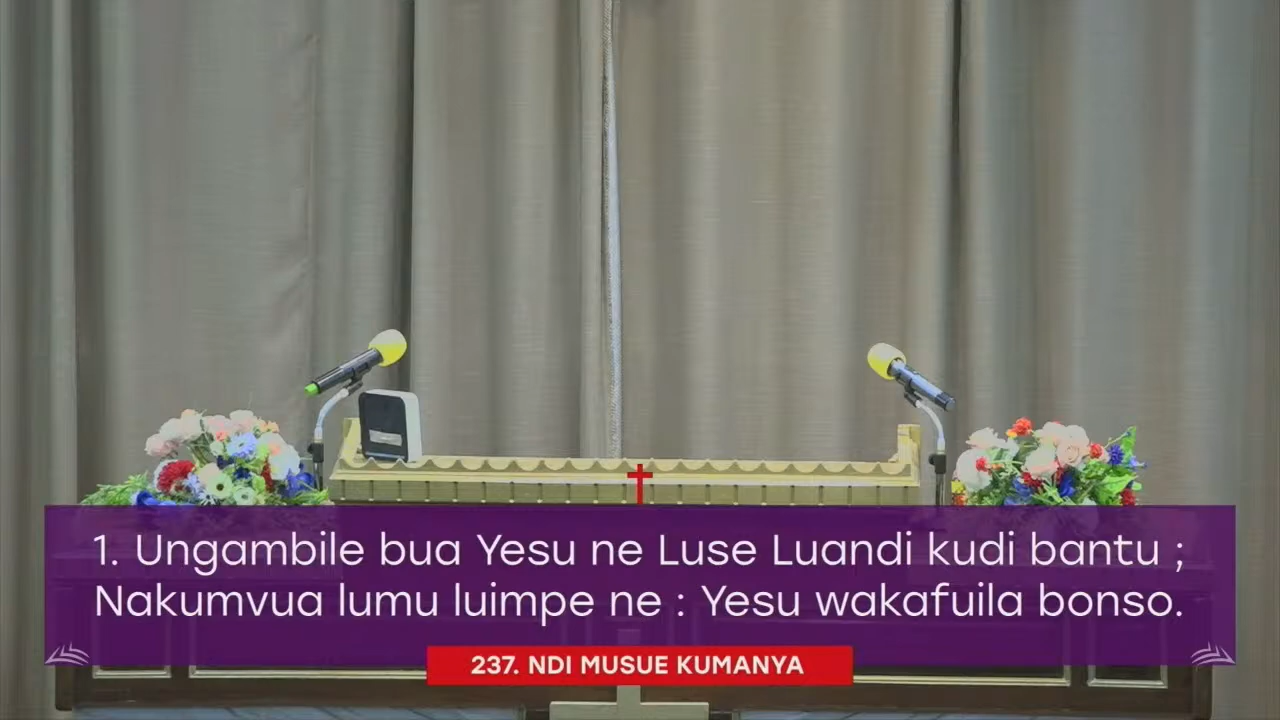 1. Ungambile bua Yesu ne Luse Luandi kudi bantu ;
Nakumvua lumu luimpe ne : Yesu wakafuila bonso.
237. NDI MUSUE KUMANYA